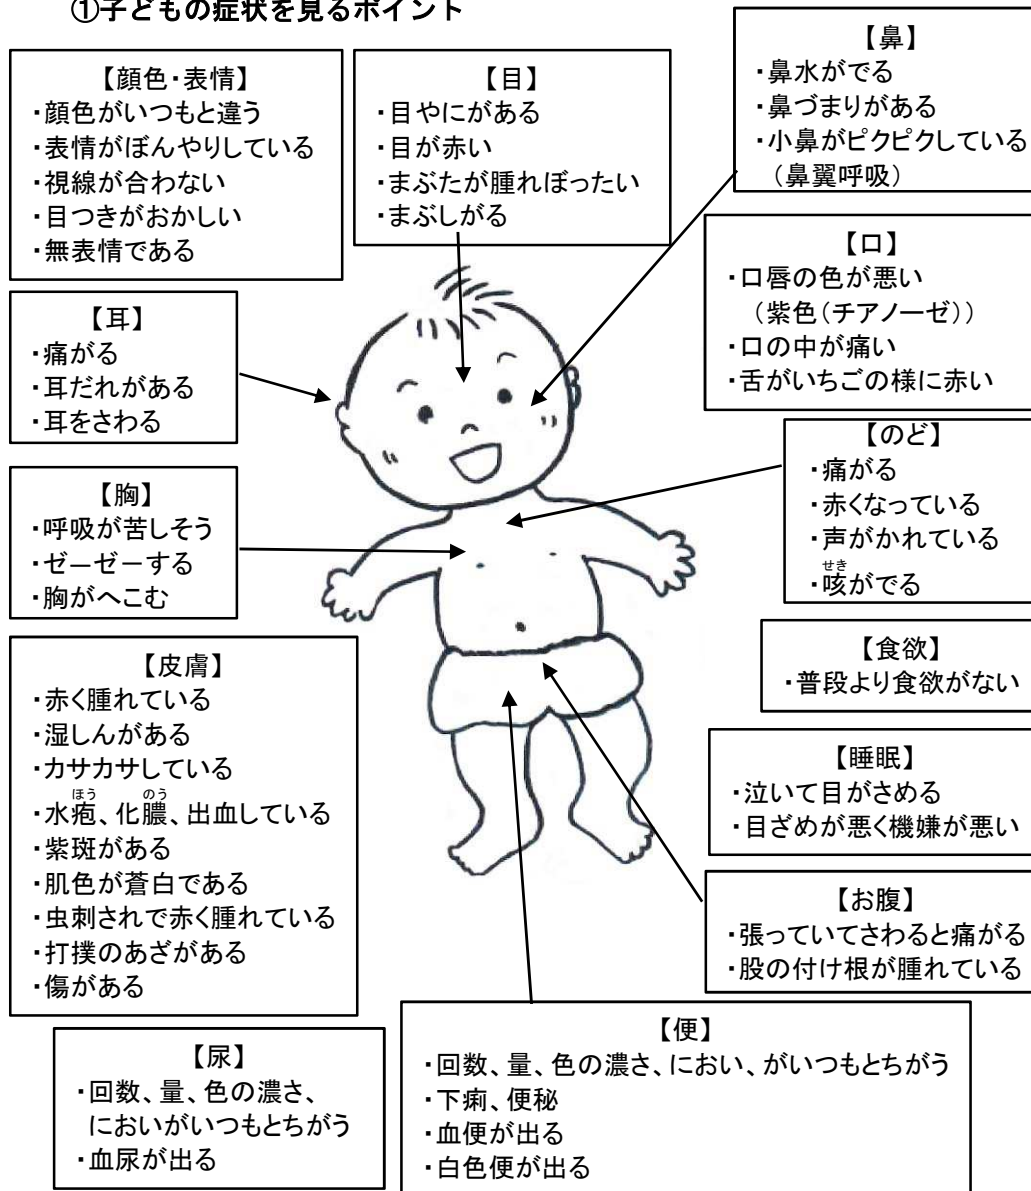 ①子どもの症状を見るポイント
【顔色・表情】
・顔色がいつもと違う
・表情がぼんやりしている
・視線が合わない
・目つきがおかしい
・無表情である
【目】
・目やにがある
・目が赤い
・まぶたが腫れぼったい
・まぶしがる
【鼻】
・鼻水がでる
・鼻づまりがある
・小鼻がピクピクしている
（鼻翼呼吸）
【口】
・口唇の色が悪い
（紫色（チアノーゼ））
・口の中が痛い
・舌がいちごの様に赤い
【耳】
・痛がる
・耳だれがある
・耳をさわる
【のど】
・痛がる
・赤くなっている
・声がかれている
せき
・咳がでる
【胸】
・呼吸が苦しそう
・ゼーゼーする
・胸がへこむ
【食欲】
・普段より食欲がない
【皮膚】
・赤く腫れている
・湿しんがある
・カサカサしている
ほう のう
・水疱、化膿、出血している
・紫斑がある
・肌色が蒼白である
・虫刺されで赤く腫れている
・打撲のあざがある
・傷がある
【睡眠】
・泣いて目がさめる
・目ざめが悪く機嫌が悪い
【お腹】
・張っていてさわると痛がる
・股の付け根が腫れている
【尿】
・回数、量、色の濃さ、
においがいつもとちがう
・血尿が出る
【便】
・回数、量、色の濃さ、におい、がいつもとちがう
・下痢、便秘
・血便が出る
・白色便が出る